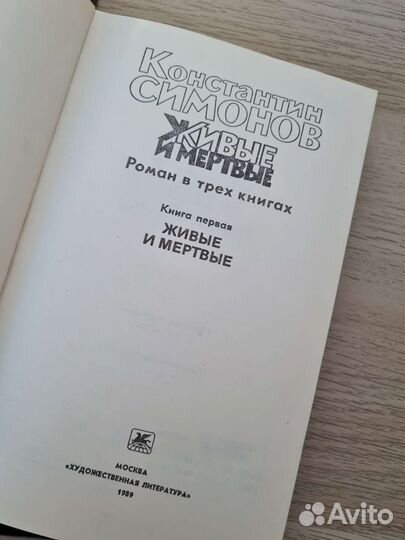 Константин
СИМОНОВ
ЖИВЫЕ
И МЕРТВЫЕ
Роман в трех книгах
Книга первая
ЖИВЫЕ
И МЕРТВЫЕ
МОСКВА
«ХУДОЖЕСТВЕННАЯ ЛИТЕРАТУРА»
1989
Avito